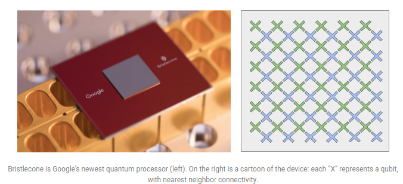 Google
Bristlecone
Bristlecone is Google's newest quantum processor (left). On the right is a cartoon of the device: each "X" represents a qubit,
with nearest neighbor connectivity.